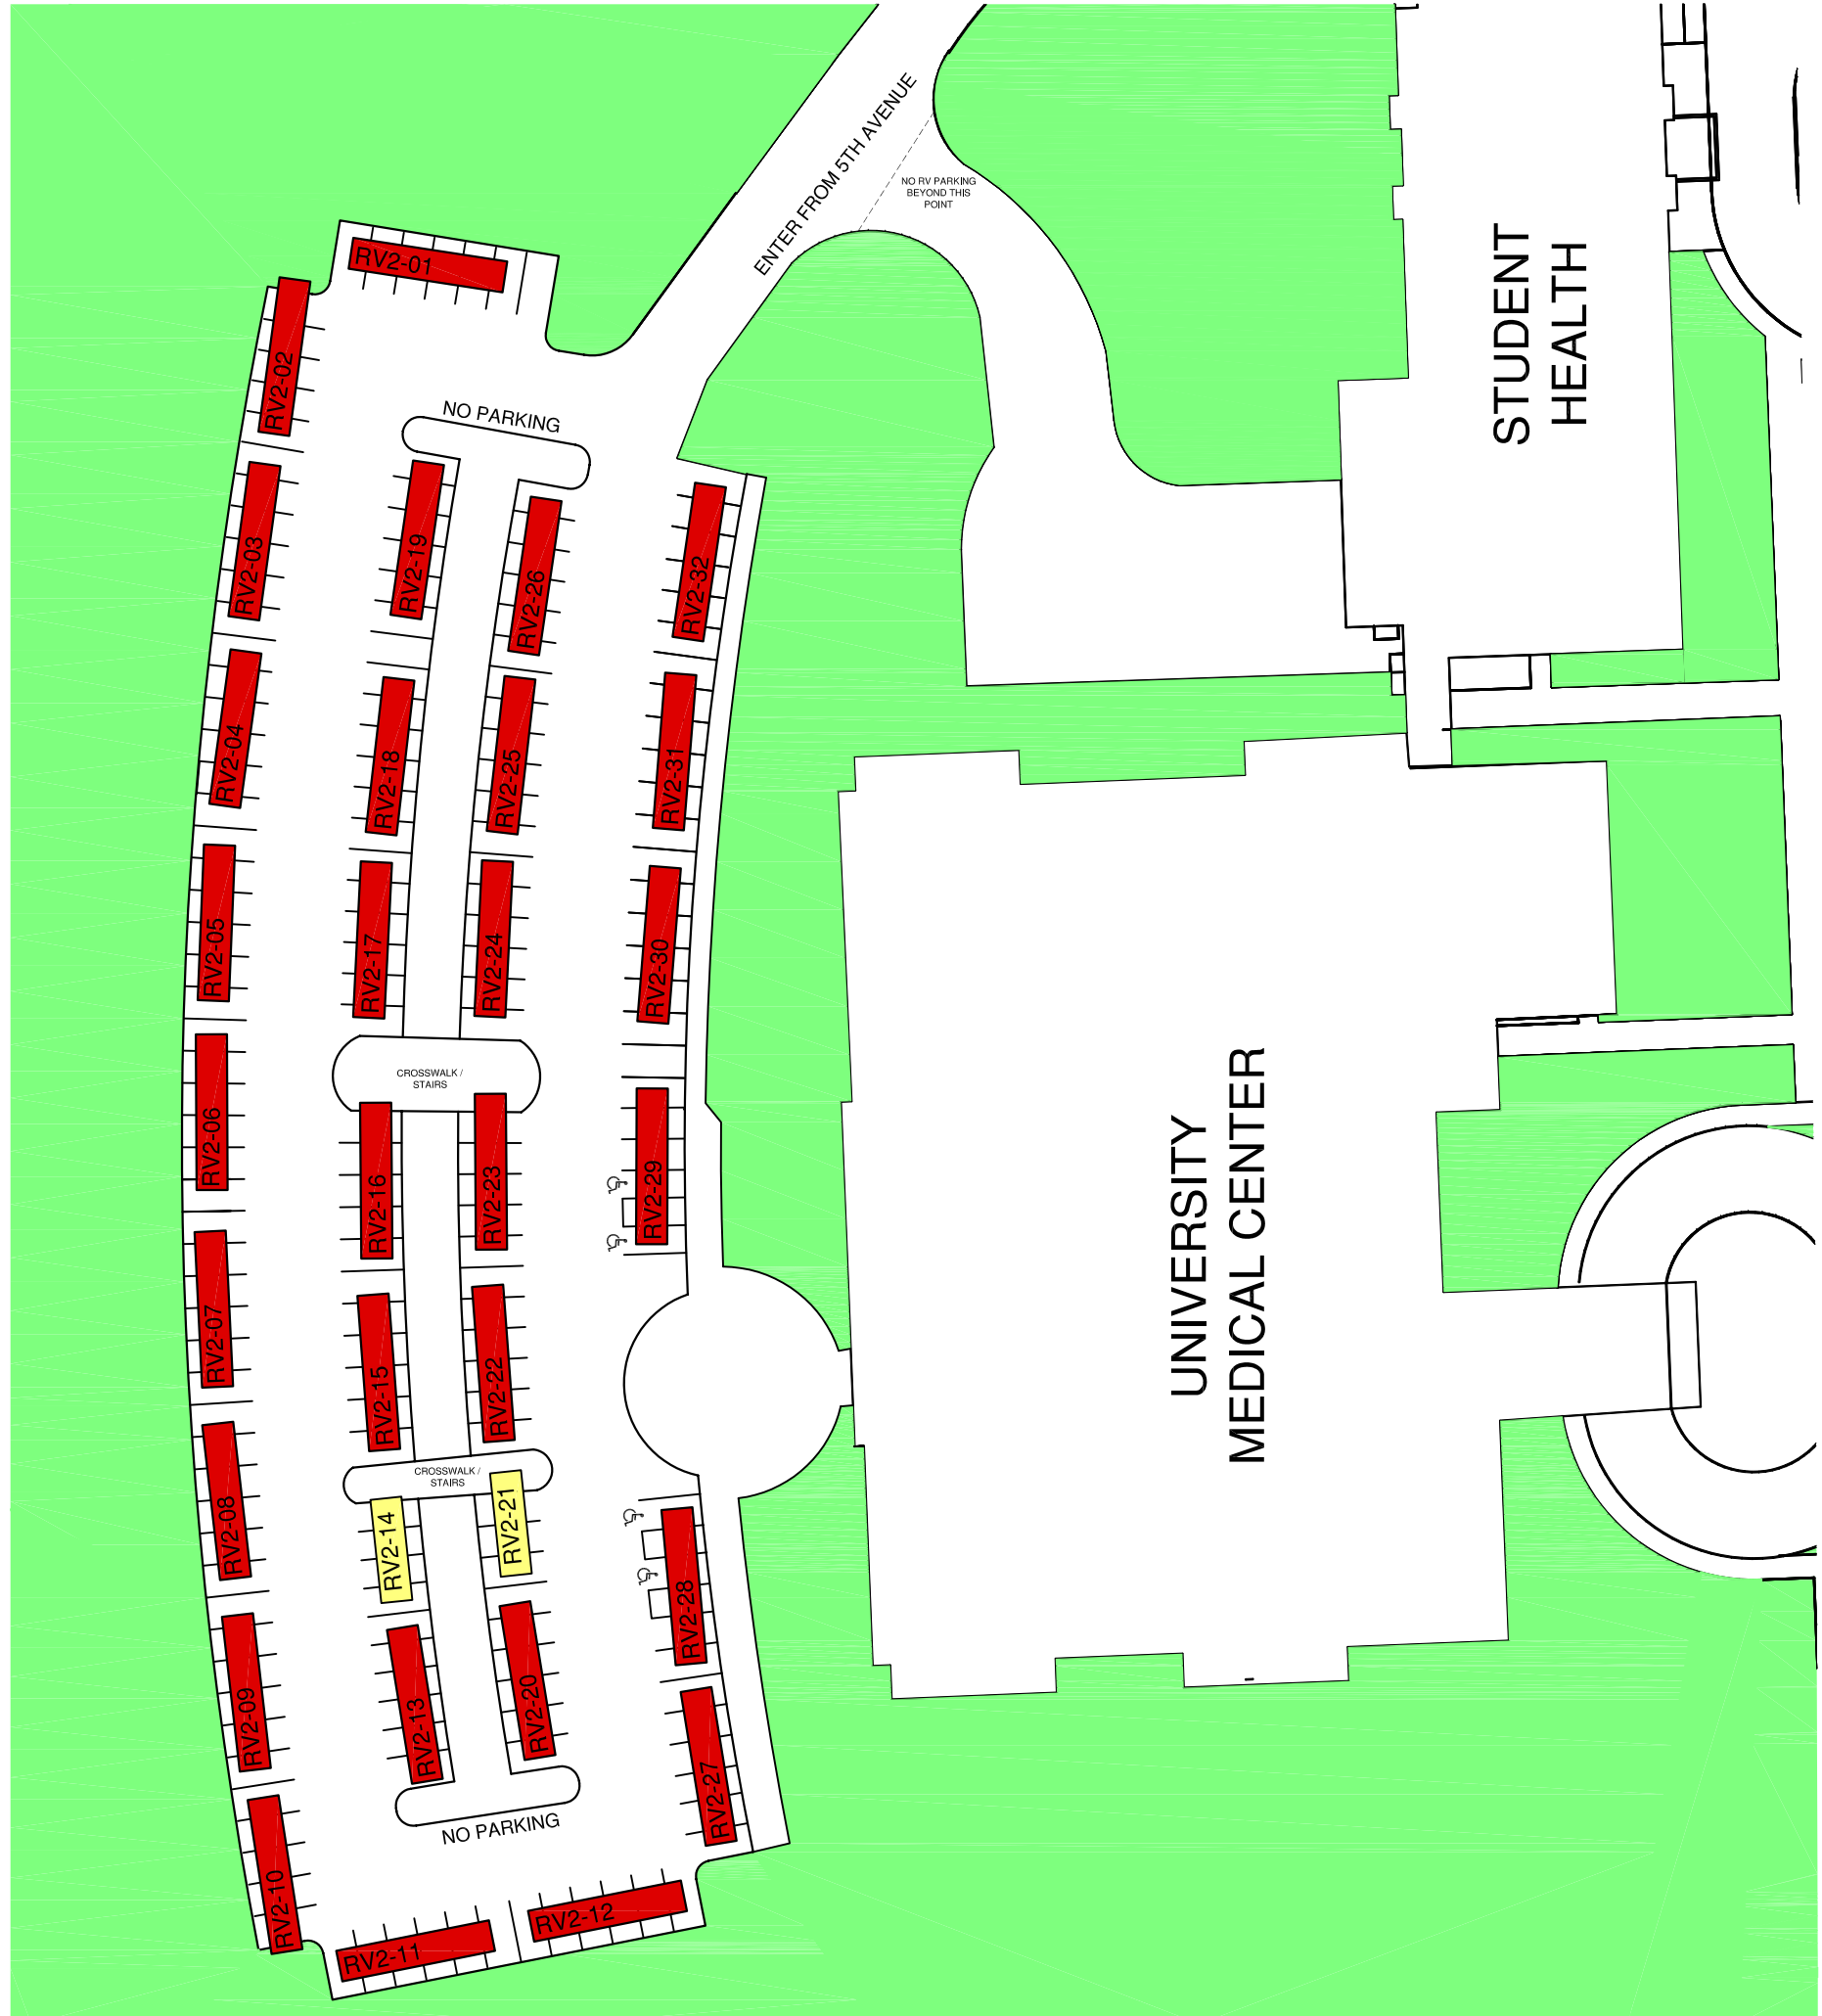 ENTER FROM 5TH AVENUE
NO RV PARKING
BEYOND THIS
POINT
STUDENT
HEALTH
UNIVERSITY
MEDICAL CENTER
NO PARKING
CROSSWALK /
STAIRS
CROSSWALK /
STAIRS
NO PARKING
RV2-01
RV2-02
RV2-03
RV2-04
RV2-05
RV2-06
RV2-07
RV2-08
RV2-09
RV2-10
RV2-11
RV2-12
RV2-13
RV2-14
RV2-15
RV2-16
RV2-17
RV2-18
RV2-19
RV2-20
RV2-21
RV2-22
RV2-23
RV2-24
RV2-25
RV2-26
RV2-27
RV2-28
RV2-29
RV2-30
RV2-31
RV2-32